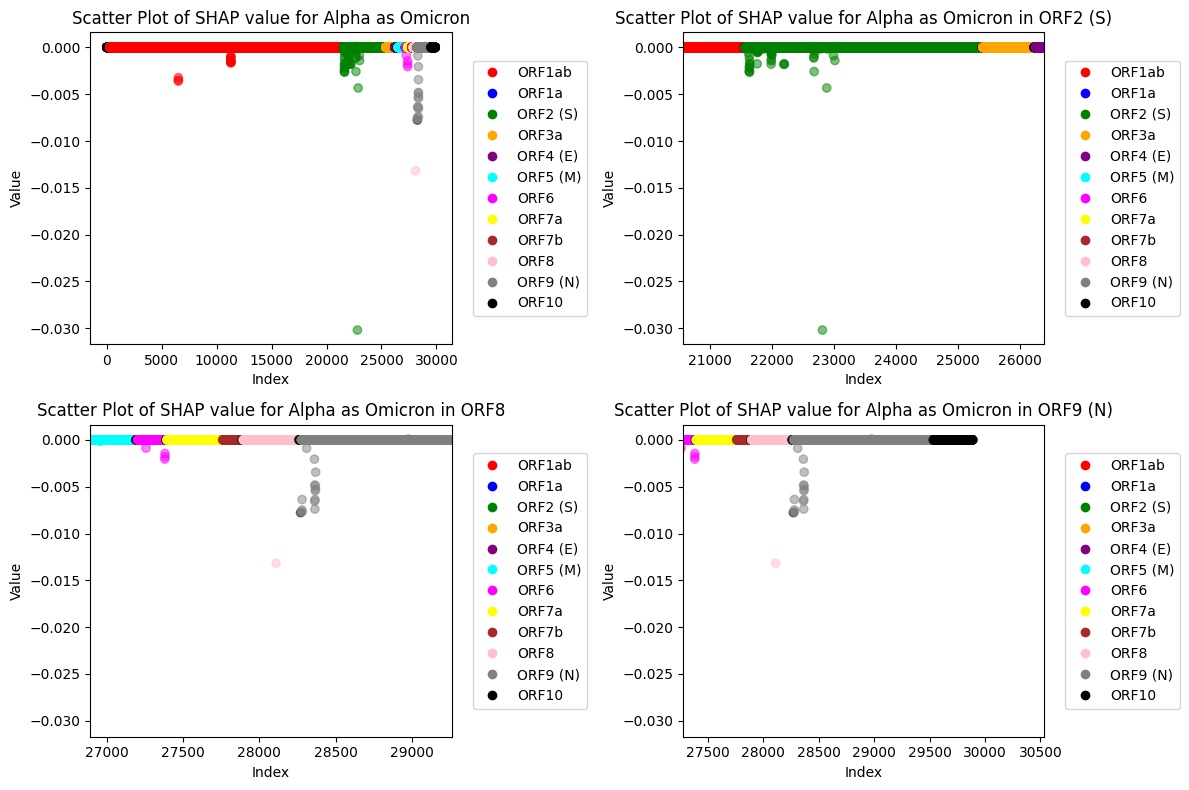 Scatter Plot of SHAP value for Alpha as Omicron
0.000
−0.005
−0.010
−0.015
−0.020
−0.025
−0.030
Value
0 5000 10000 15000 20000 25000 30000
Index
ORF1ab
ORF1a
ORF2 (S)
ORF3a
ORF4 (E)
ORF5 (M)
ORF6
ORF7a
ORF7b
ORF8
ORF9 (N)
ORF10
Scatter Plot of SHAP value for Alpha as Omicron in ORF2 (S)
0.000
−0.005
−0.010
−0.015
−0.020
−0.025
−0.030
Value
21000 22000 23000 24000 25000 26000
Index
ORF1ab
ORF1a
ORF2 (S)
ORF3a
ORF4 (E)
ORF5 (M)
ORF6
ORF7a
ORF7b
ORF8
ORF9 (N)
ORF10
Scatter Plot of SHAP value for Alpha as Omicron in ORF8
0.000
−0.005
−0.010
−0.015
−0.020
−0.025
−0.030
Value
27000 27500 28000 28500 29000
Index
ORF1ab
ORF1a
ORF2 (S)
ORF3a
ORF4 (E)
ORF5 (M)
ORF6
ORF7a
ORF7b
ORF8
ORF9 (N)
ORF10
Scatter Plot of SHAP value for Alpha as Omicron in ORF9 (N)
0.000
−0.005
−0.010
−0.015
−0.020
−0.025
−0.030
Value
27500 28000 28500 29000 29500 30000 30500
Index
ORF1ab
ORF1a
ORF2 (S)
ORF3a
ORF4 (E)
ORF5 (M)
ORF6
ORF7a
ORF7b
ORF8
ORF9 (N)
ORF10